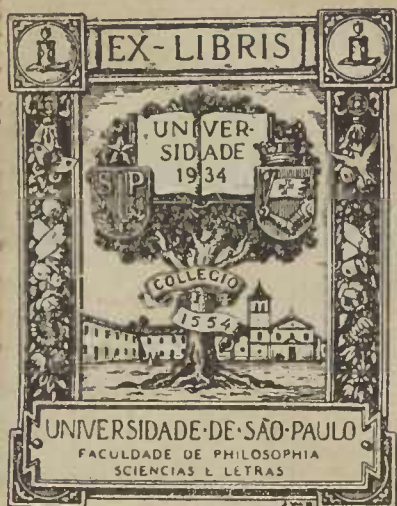 EX-LIBRIS
UNIVER-
SIDADE
1934
S P
COLLEGIO
1554
UNIVERSIDADE·DE·SÃO·PAULO
FACULDADE DE PHILOSOPHIA
SCIENCIAS E LETRAS